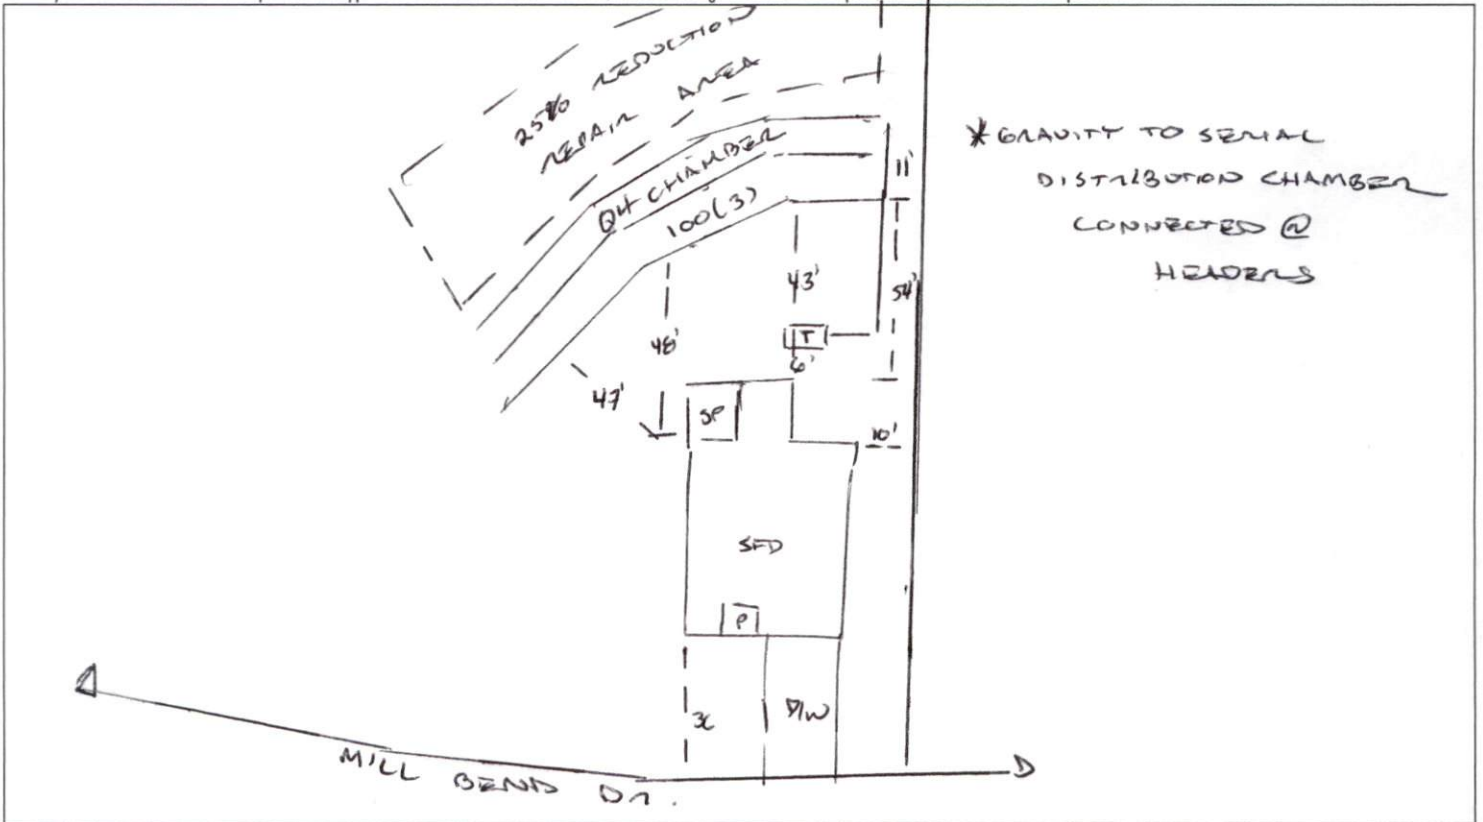 25% REDUCTION
REPAIR AREA
Q4 CHAMBER
100(3)
11'
*GRAVITY TO SERIAL
DISTRIBUTION CHAMBER
CONNECTED @
HEADERS
43'
54'
48'
T
6'
47'
SP
10'
SFD
P
D/W
MILL BEND DR.